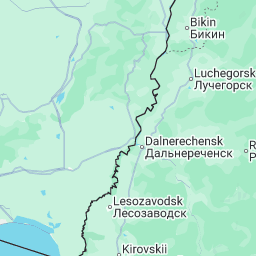 Bikin
Бикин
Luchegorsk
Лучегорск
Dalnerechensk
Дальнереченск
Lesozavodsk
Лесозаводск
Kirovskii